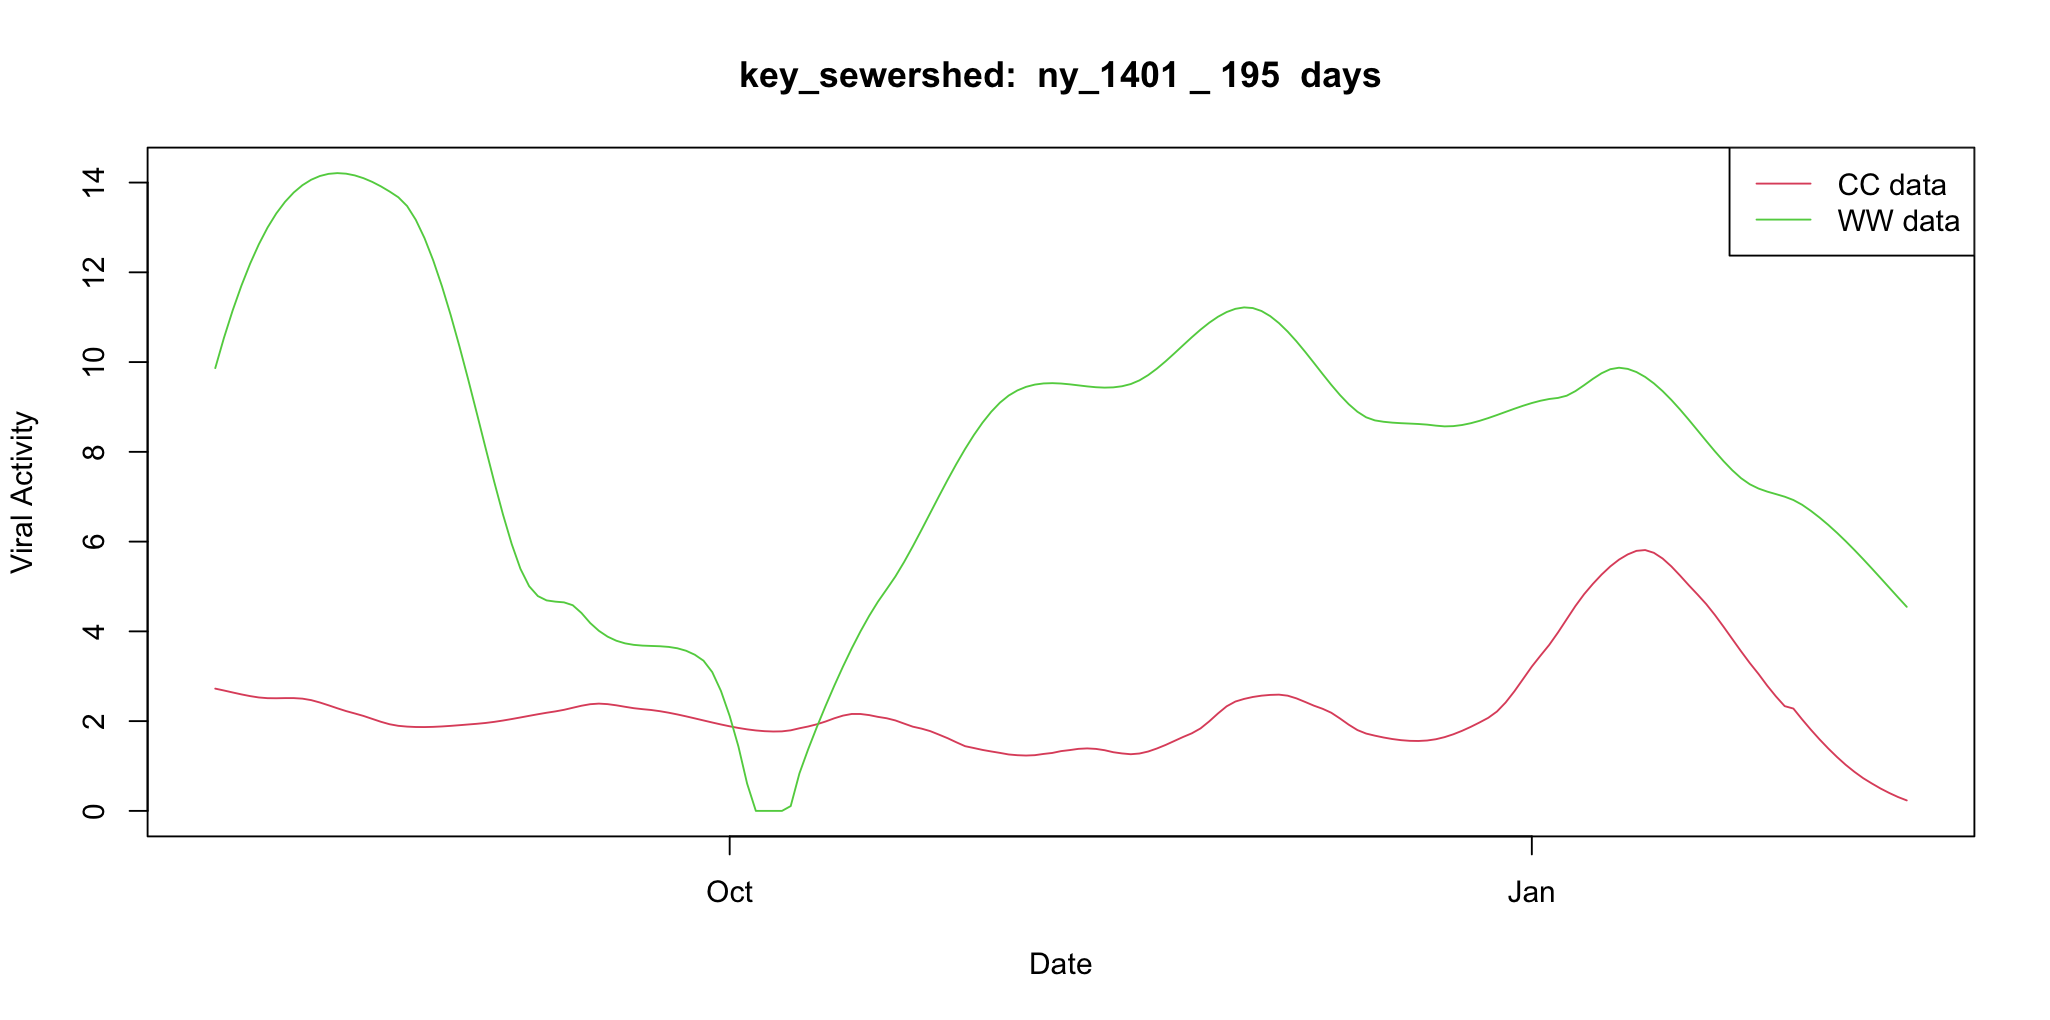 key_sewershed:  ny_1401 _ 195  days
CC data
WW data
Viral Activity
14
12
10
8
6
4
2
0
Oct
Jan
Date